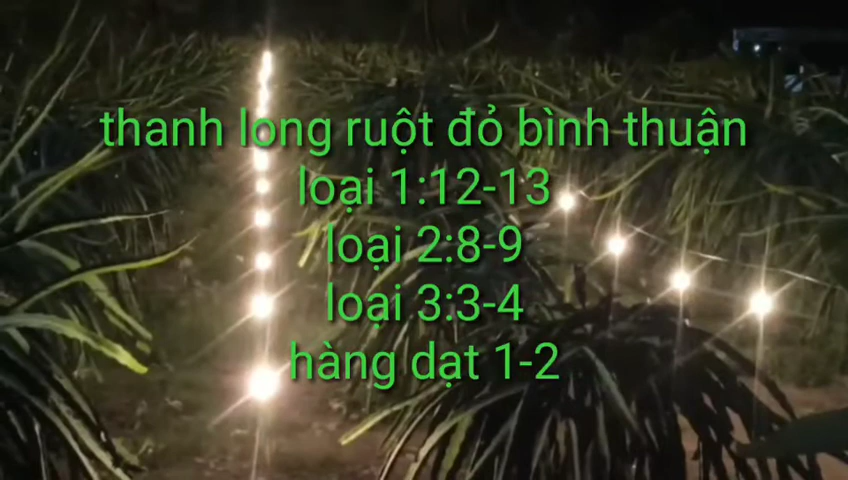 thanh long ruột đỏ bình thuận
loại 1:12-13
loại 2:8-9
loại 3:3-4
hàng dạt 1-2